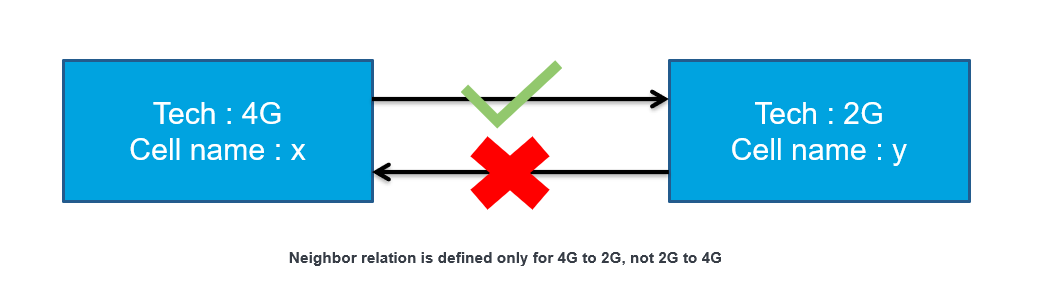 Tech : 4G
Cell name : x
Tech : 2G
Cell name : y
Neighbor relation is defined only for 4G to 2G, not 2G to 4G